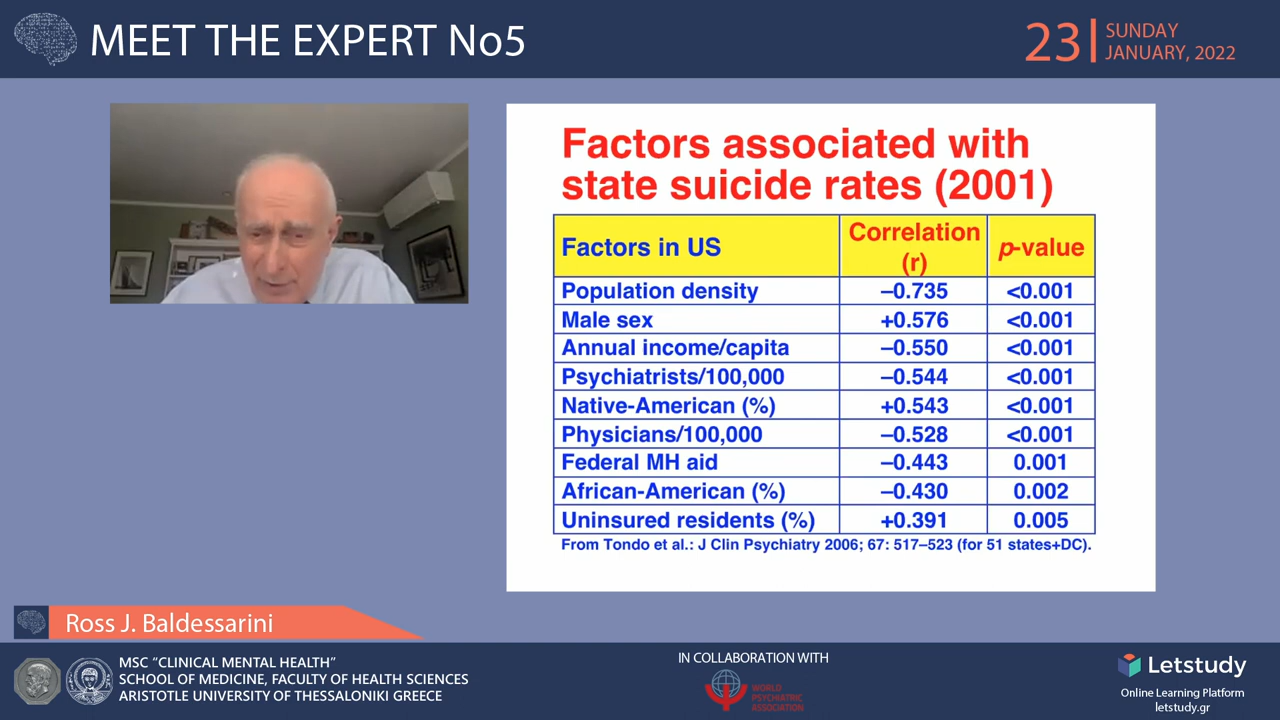 MEET THE EXPERT No5
23
SUNDAY
JANUARY, 2022
Factors associated with
state suicide rates (2001)
Factors in US Correlation (r) p-value
Population density –0.735 <0.001
Male sex +0.576 <0.001
Annual income/capita –0.550 <0.001
Psychiatrists/100,000 –0.544 <0.001
Native-American (%) +0.543 <0.001
Physicians/100,000 –0.528 <0.001
Federal MH aid –0.443 0.001
African-American (%) –0.430 0.002
Uninsured residents (%) +0.391 0.005
From Tondo et al.: J Clin Psychiatry 2006; 67: 517–523 (for 51 states+DC).
Ross J. Baldessarini
MSC “CLINICAL MENTAL HEALTH”
SCHOOL OF MEDICINE, FACULTY OF HEALTH SCIENCES
ARISTOTLE UNIVERSITY OF THESSALONIKI GREECE
IN COLLABORATION WITH
WORLD
PSYCHIATRIC
ASSOCIATION
Letstudy
Online Learning Platform
letstudy.gr